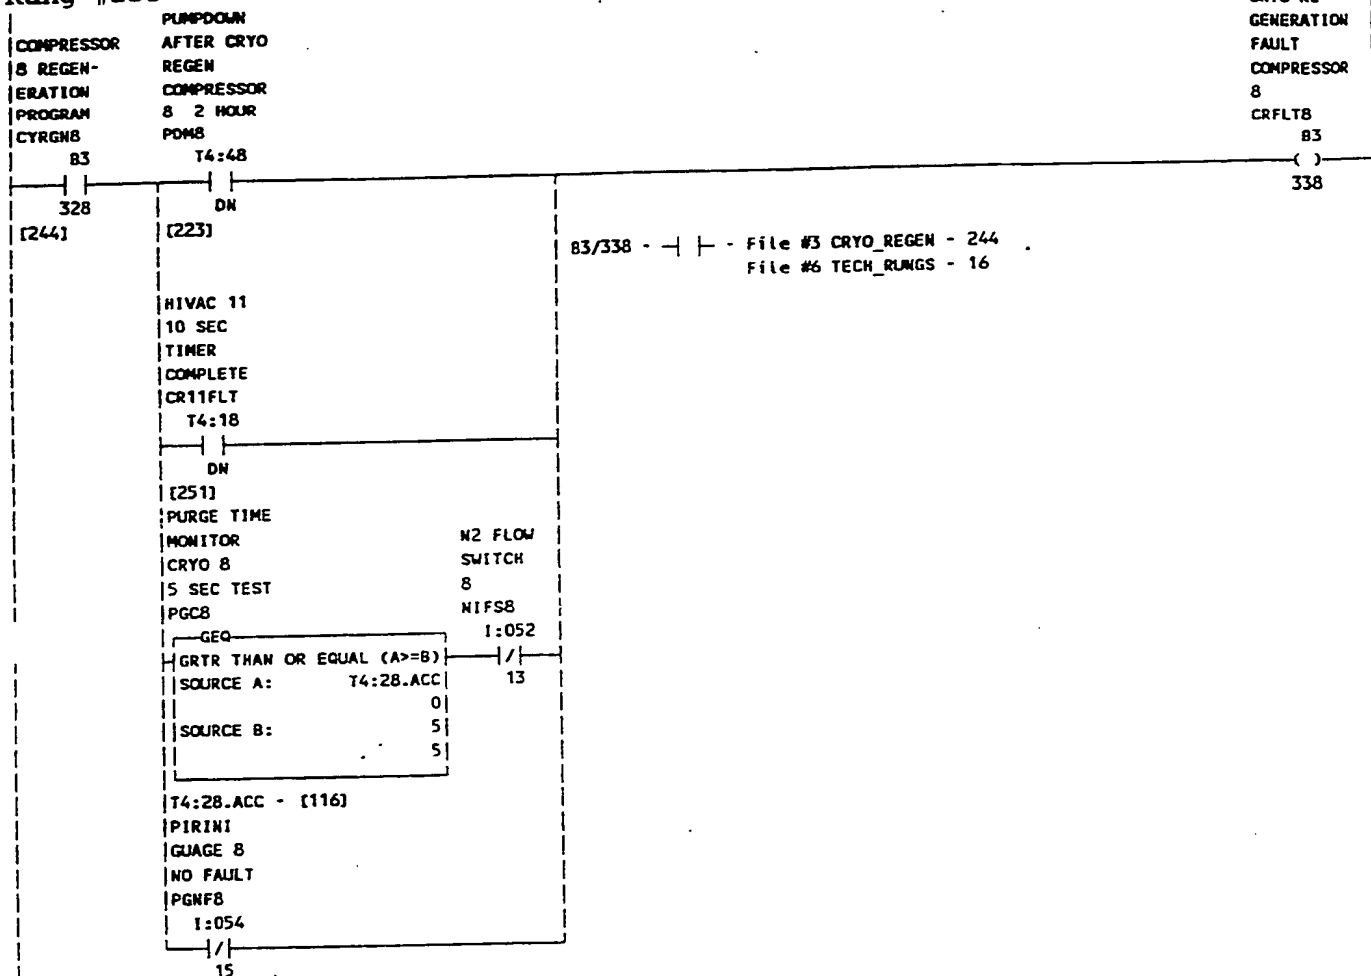 PUMPDOWN
COMPRESSOR AFTER CRYO
8 REGEN- REGEN
ERATION COMPRESSOR
PROGRAM 8 2 HOUR
CYRGN8 PDM8
B3 T4:48
328 DN
[244] [223]
GENERATION
FAULT
COMPRESSOR
8
CRFLT8
B3
( )
338
B3/338 - ─┤ ├─ - File #3 CRYO_REGEN - 244
File #6 TECH_RUNGS - 16
HIVAC 11
10 SEC
TIMER
COMPLETE
CR11FLT
T4:18
DN
[251]
PURGE TIME
MONITOR
CRYO 8
5 SEC TEST
PGC8
N2 FLOW
SWITCH
8
NIFS8
I:052
13
GEQ
GRTR THAN OR EQUAL (A>=B)
SOURCE A: T4:28.ACC
0
SOURCE B: 5
5
T4:28.ACC - [116]
PIRINI
GUAGE 8
NO FAULT
PGNF8
I:054
15